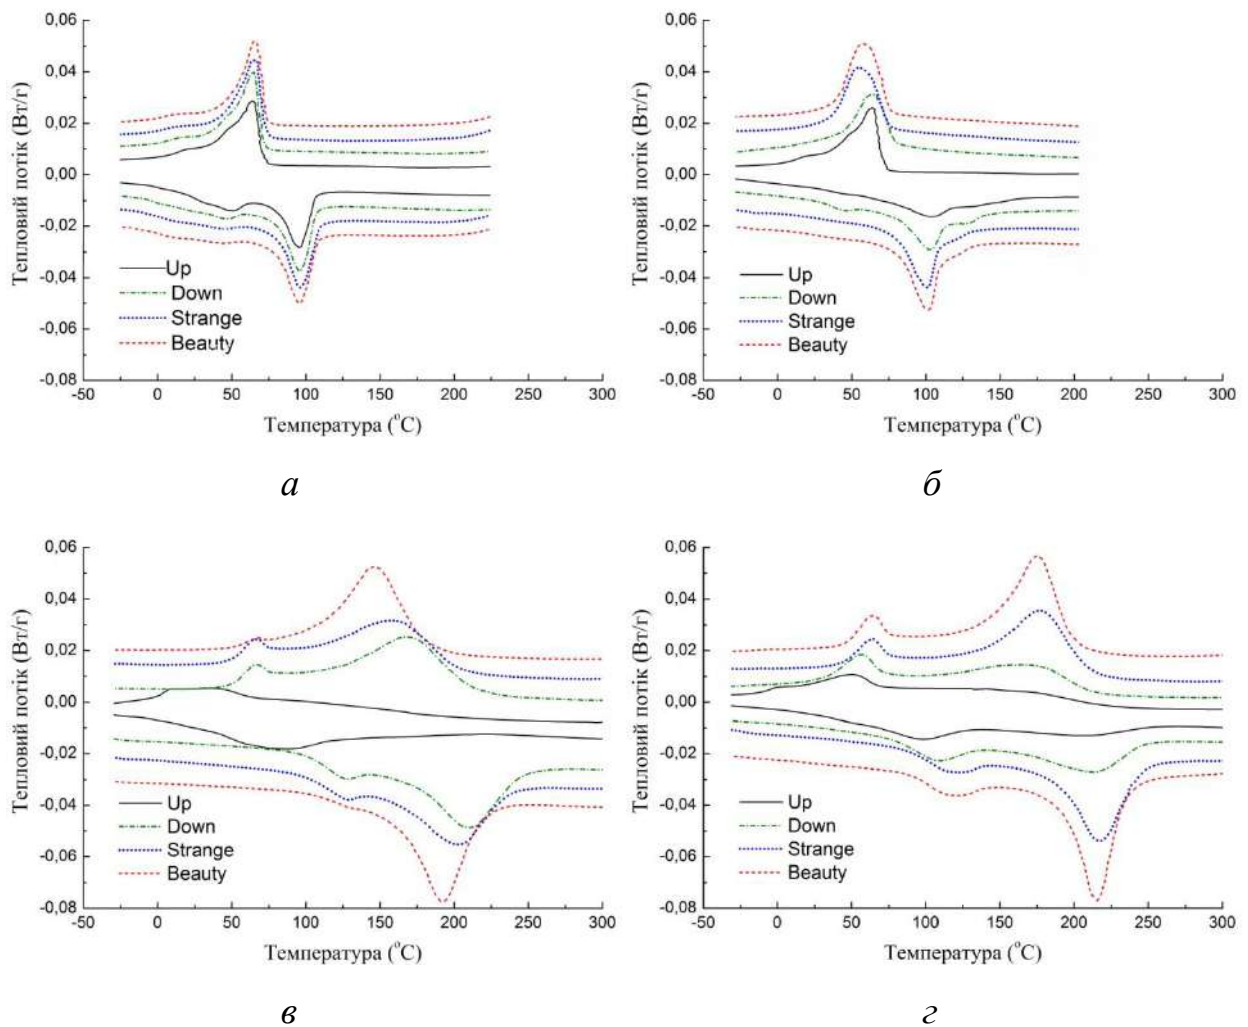 0,06
0,04
0,02
0,00
-0,02
-0,04
-0,06
-0,08
Тепловий потік (Вт/г)
Up
Down
Strange
Beauty
-50 0 50 100 150 200 250 300
Температура (°C)
а
0,06
0,04
0,02
0,00
-0,02
-0,04
-0,06
-0,08
Тепловий потік (Вт/г)
Up
Down
Strange
Beauty
-50 0 50 100 150 200 250 300
Температура (°C)
б
0,06
0,04
0,02
0,00
-0,02
-0,04
-0,06
-0,08
Тепловий потік (Вт/г)
Up
Down
Strange
Beauty
-50 0 50 100 150 200 250 300
Температура (°C)
в
0,06
0,04
0,02
0,00
-0,02
-0,04
-0,06
-0,08
Тепловий потік (Вт/г)
Up
Down
Strange
Beauty
-50 0 50 100 150 200 250 300
Температура (°C)
г